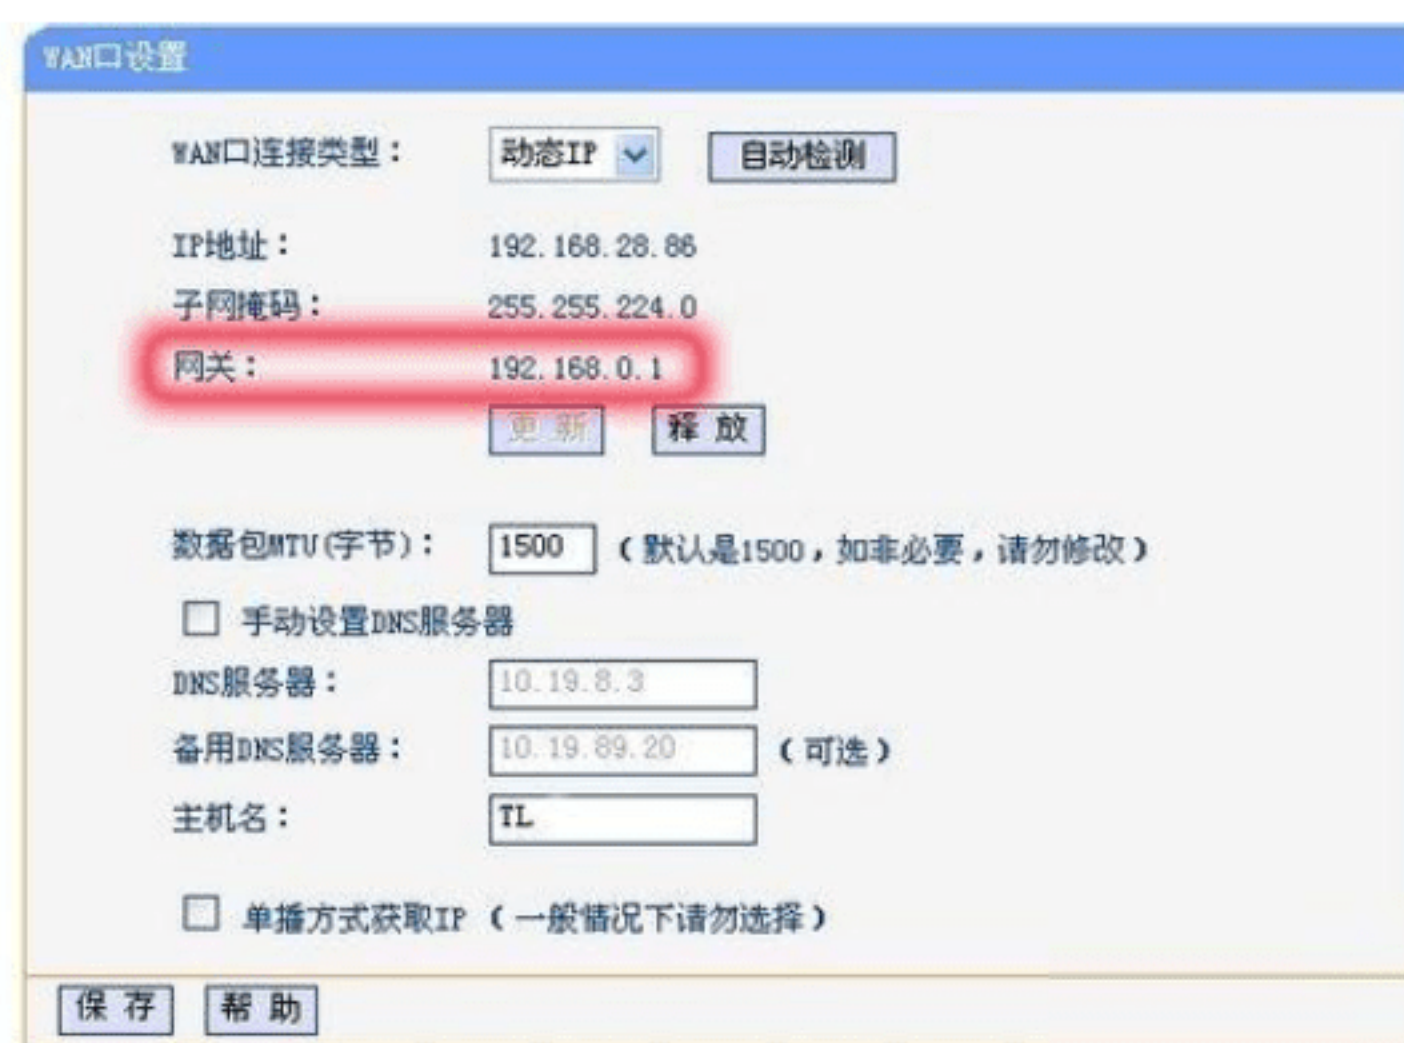 WAN口设置
WAN口连接类型： 动态IP 自动检测
IP地址： 192.168.28.86
子网掩码： 255.255.224.0
网关： 192.168.0.1
更 新 释 放
数据包MTU(字节)： 1500 （默认是1500，如非必要，请勿修改）
手动设置DNS服务器
DNS服务器： 10.19.8.3
备用DNS服务器： 10.19.89.20 （可选）
主机名： TL
单播方式获取IP （一般情况下请勿选择）
保 存 帮 助